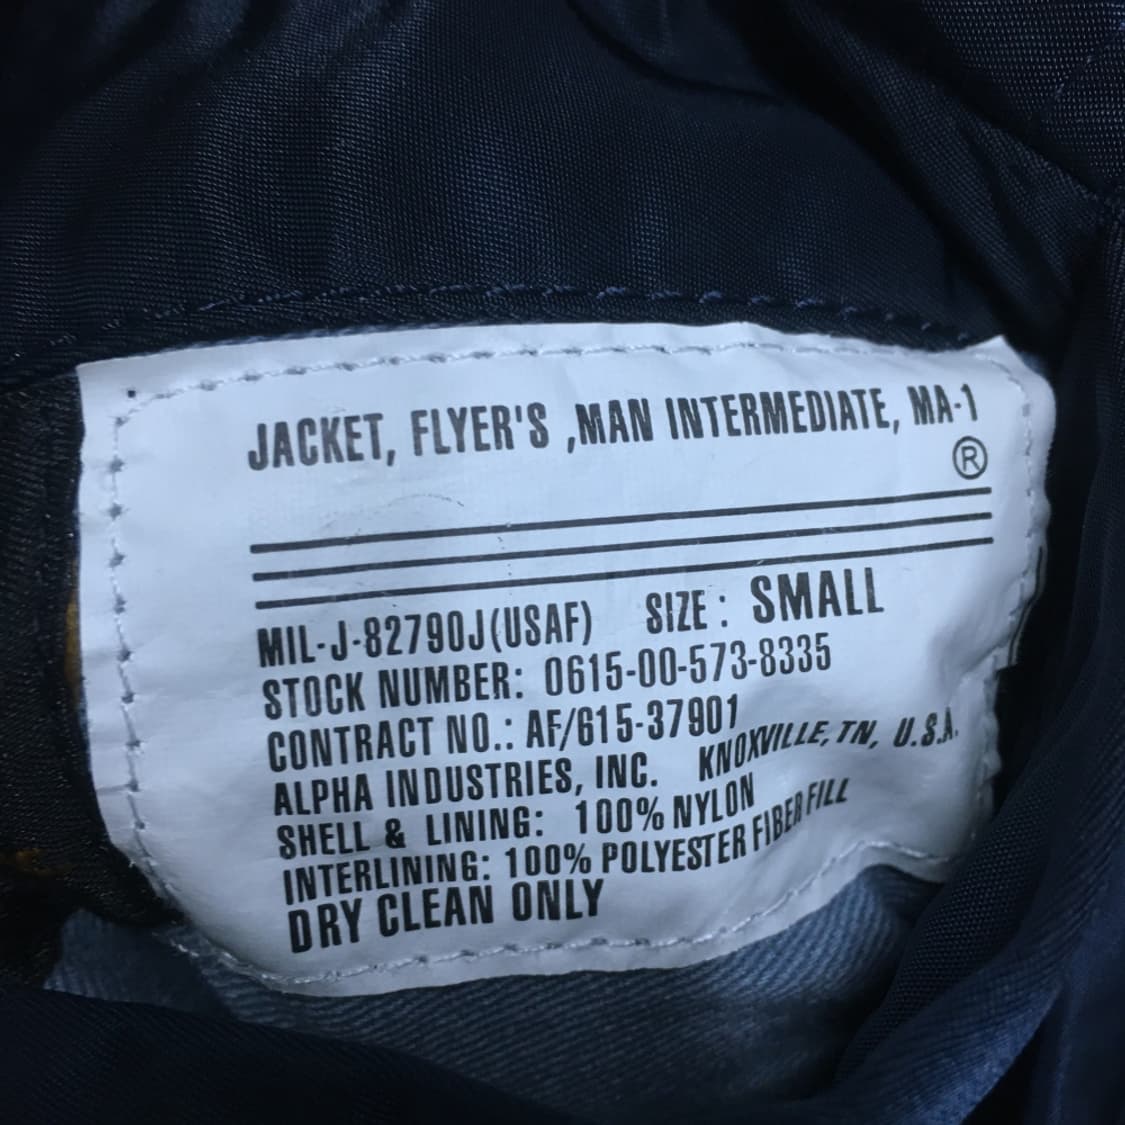 JACKET, FLYER'S ,MAN INTERMEDIATE, MA-1
®
MIL-J-82790J(USAF) SIZE: SMALL
STOCK NUMBER: 0615-00-573-8335
CONTRACT NO.: AF/615-37901
ALPHA INDUSTRIES, INC. KNOXVILLE, TN, U.S.A.
SHELL & LINING: 100% NYLON
INTERLINING: 100% POLYESTER FIBER FILL
DRY CLEAN ONLY